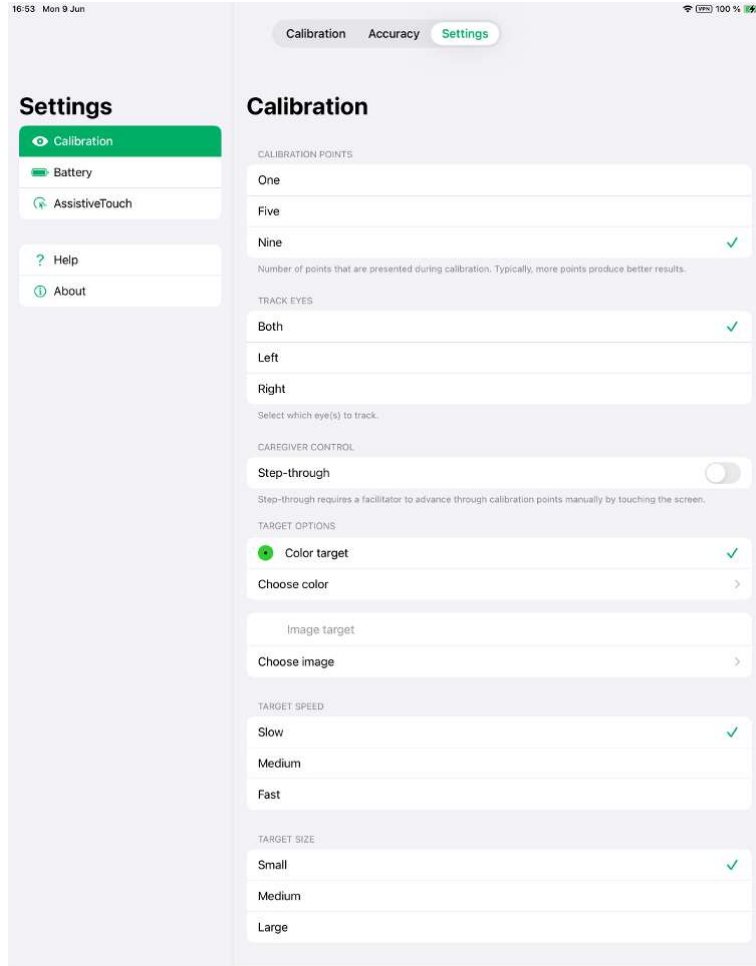 16:53 Mon 9 Jun
VPN 100 %
Calibration Accuracy Settings
Settings
Calibration
Battery
AssistiveTouch
? Help
About
Calibration
CALIBRATION POINTS
One
Five
Nine
Number of points that are presented during calibration. Typically, more points produce better results.
TRACK EYES
Both
Left
Right
Select which eye(s) to track.
CAREGIVER CONTROL
Step-through
Step-through requires a facilitator to advance through calibration points manually by touching the screen.
TARGET OPTIONS
Color target
Choose color
Image target
Choose image
TARGET SPEED
Slow
Medium
Fast
TARGET SIZE
Small
Medium
Large